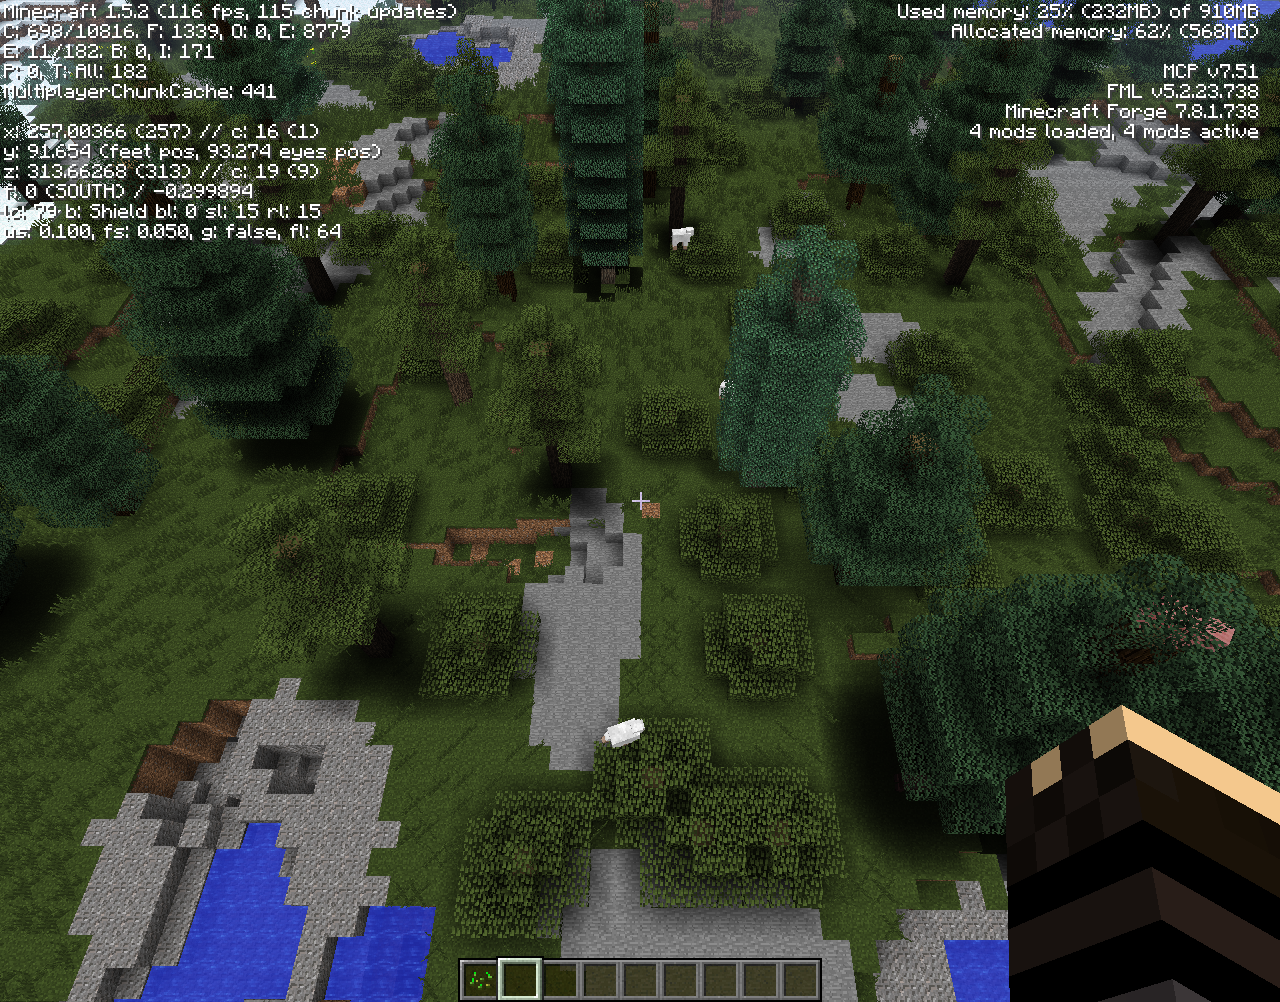 Minecraft 1.5.2 (116 fps, 115 chunk updates)
C: 698/10816. F: 1339, O: 0, E: 8779
E: 11/182. B: 0, I: 171
P: 0, T: All: 182
MultiplayerChunkCache: 441
x: 257.00366 (257) // c: 16 (1)
y: 91.654 (feet pos, 93.274 eyes pos)
z: 313.66268 (313) // c: 19 (9)
f: 0 (SOUTH) / -0.299894
lc: 79 b: Shield bl: 0 sl: 15 rl: 15
ws: 0.100, fs: 0.050, g: false, fl: 64
Used memory: 25% (232MB) of 910MB
Allocated memory: 62% (568MB)
MCP v7.51
FML v5.2.23.738
Minecraft Forge 7.8.1.738
4 mods loaded, 4 mods active